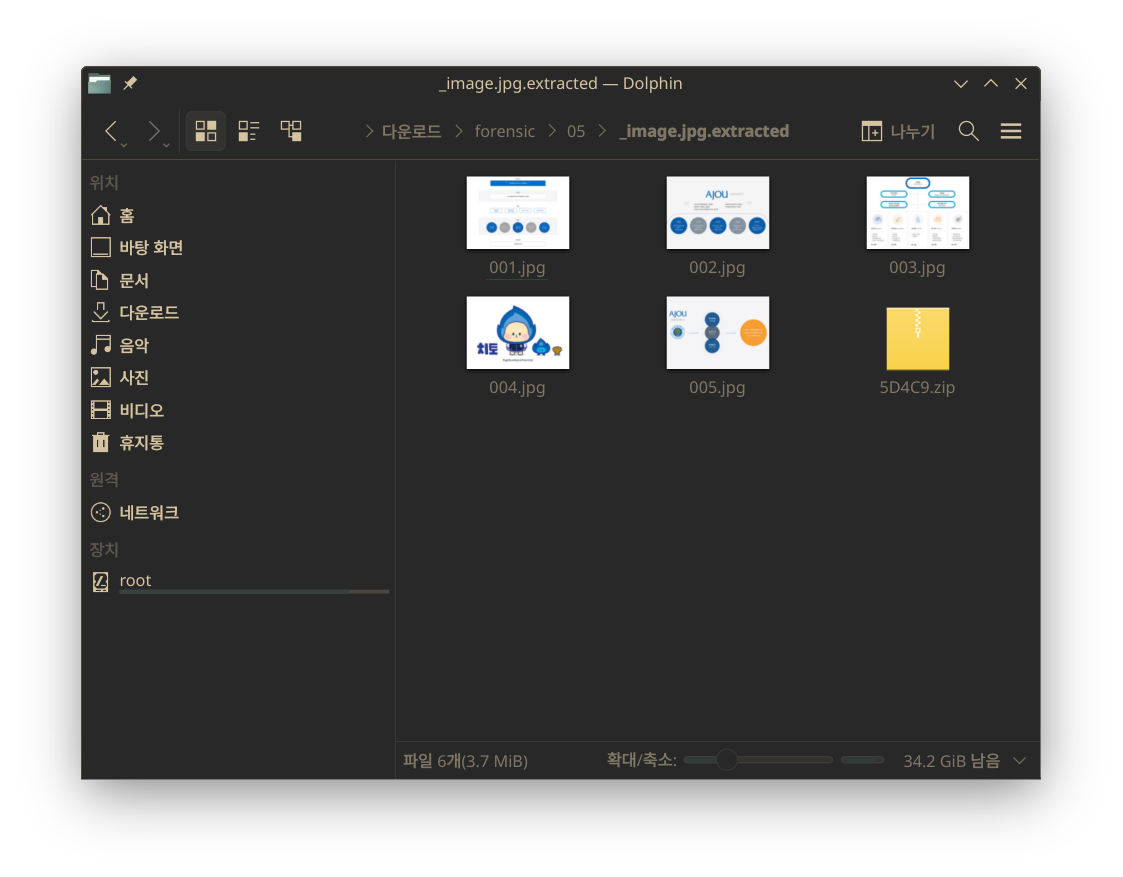 _image.jpg.extracted — Dolphin
다운로드 forensic 05 _image.jpg.extracted 나누기
위치
홈
바탕 화면
문서
다운로드
음악
사진
비디오
휴지통
원격
네트워크
장치
root
AJOU
001.jpg 002.jpg 003.jpg
치토
AJOU
004.jpg 005.jpg 5D4C9.zip
파일 6개(3.7 MiB) 확대/축소: 34.2 GiB 남음